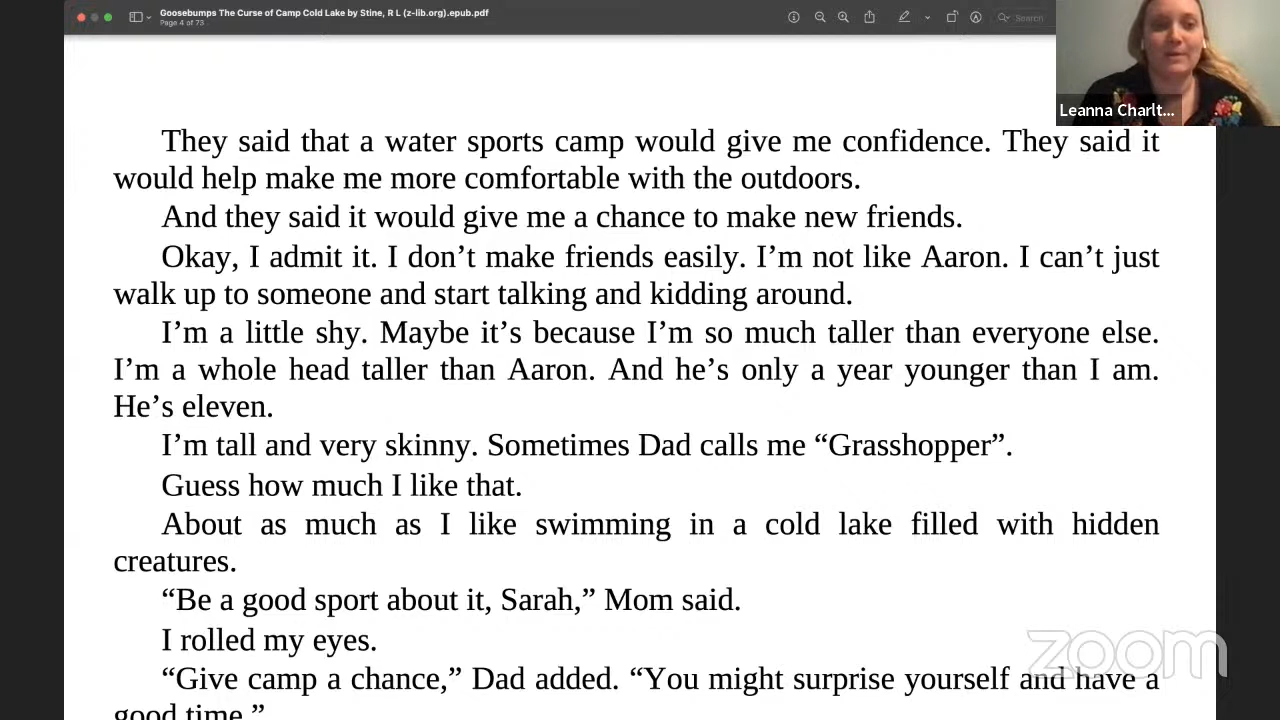 Goosebumps The Curse of Camp Cold Lake by Stine, R L (z-lib.org).epub.pdf
Page 4 of 73
Search
Leanna Charlt...
They said that a water sports camp would give me confidence. They said it
would help make me more comfortable with the outdoors.
And they said it would give me a chance to make new friends.
Okay, I admit it. I don’t make friends easily. I’m not like Aaron. I can’t just
walk up to someone and start talking and kidding around.
I’m a little shy. Maybe it’s because I’m so much taller than everyone else.
I’m a whole head taller than Aaron. And he’s only a year younger than I am.
He’s eleven.
I’m tall and very skinny. Sometimes Dad calls me “Grasshopper”.
Guess how much I like that.
About as much as I like swimming in a cold lake filled with hidden
creatures.
“Be a good sport about it, Sarah,” Mom said.
I rolled my eyes.
“Give camp a chance,” Dad added. “You might surprise yourself and have a
good time.”
zoom